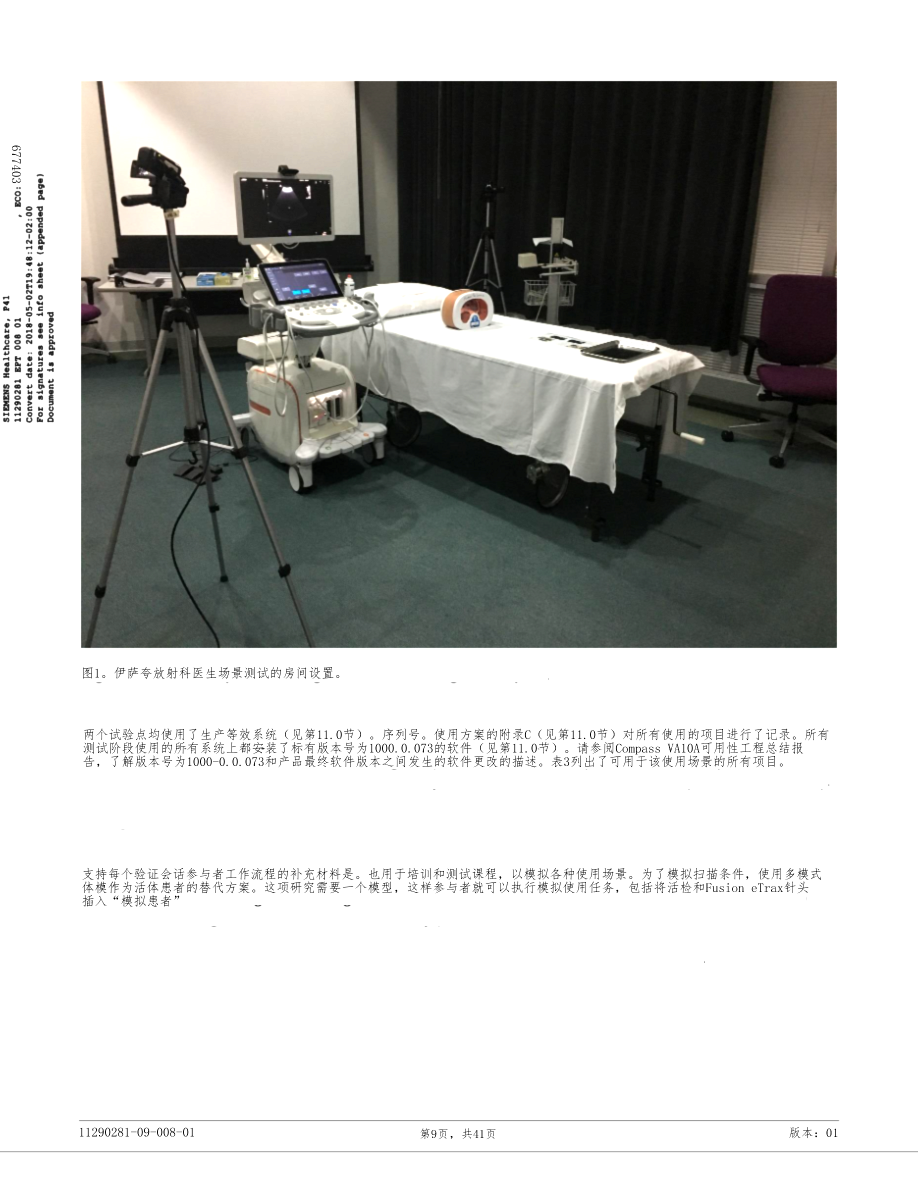 SIEMENS Healthcare, P41
11290281 EPT 008 01 , ECO: 677403
Convert date: 2018-05-02T19:48:12-02:00
For signatures see info sheet (appended page)
Document is approved
图1。伊萨夸放射科医生场景测试的房间设置。
两个试验点均使用了生产等效系统（见第11.0节）。序列号。使用方案的附录C（见第11.0节）对所有使用的项目进行了记录。所有
测试阶段使用的所有系统上都安装了标有版本号为1000.0.073的软件（见第11.0节）。请参阅Compass VA10A可用性工程总结报
告，了解版本号为1000-0.0.073和产品最终软件版本之间发生的软件更改的描述。表3列出了可用于该使用场景的所有项目。
支持每个验证会话参与者工作流程的补充材料是。也用于培训和测试课程，以模拟各种使用场景。为了模拟扫描条件，使用多模式
体模作为活体患者的替代方案。这项研究需要一个模型，这样参与者就可以执行模拟使用任务，包括将活检和Fusion eTrax针头
插入“模拟患者”
11290281-09-008-01
第9页，共41页
版本：01